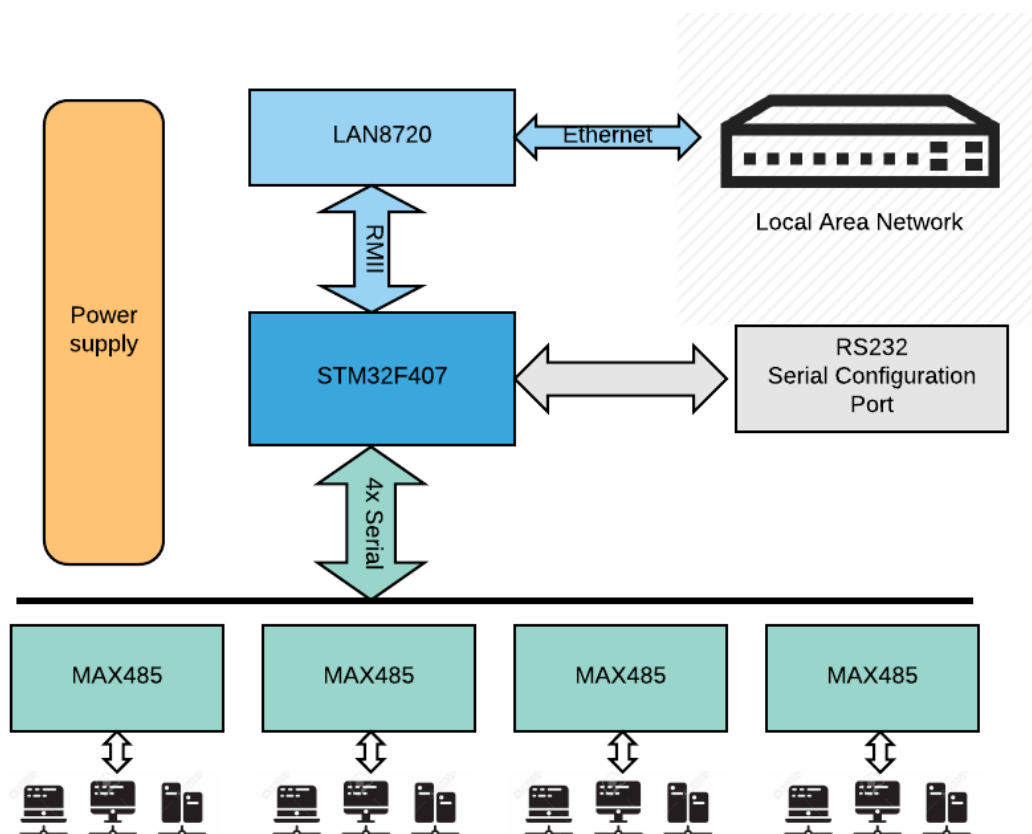 LAN8720
Ethernet
Local Area Network
RMII
Power
supply
STM32F407
RS232
Serial Configuration
Port
4x Serial
MAX485
MAX485
MAX485
MAX485